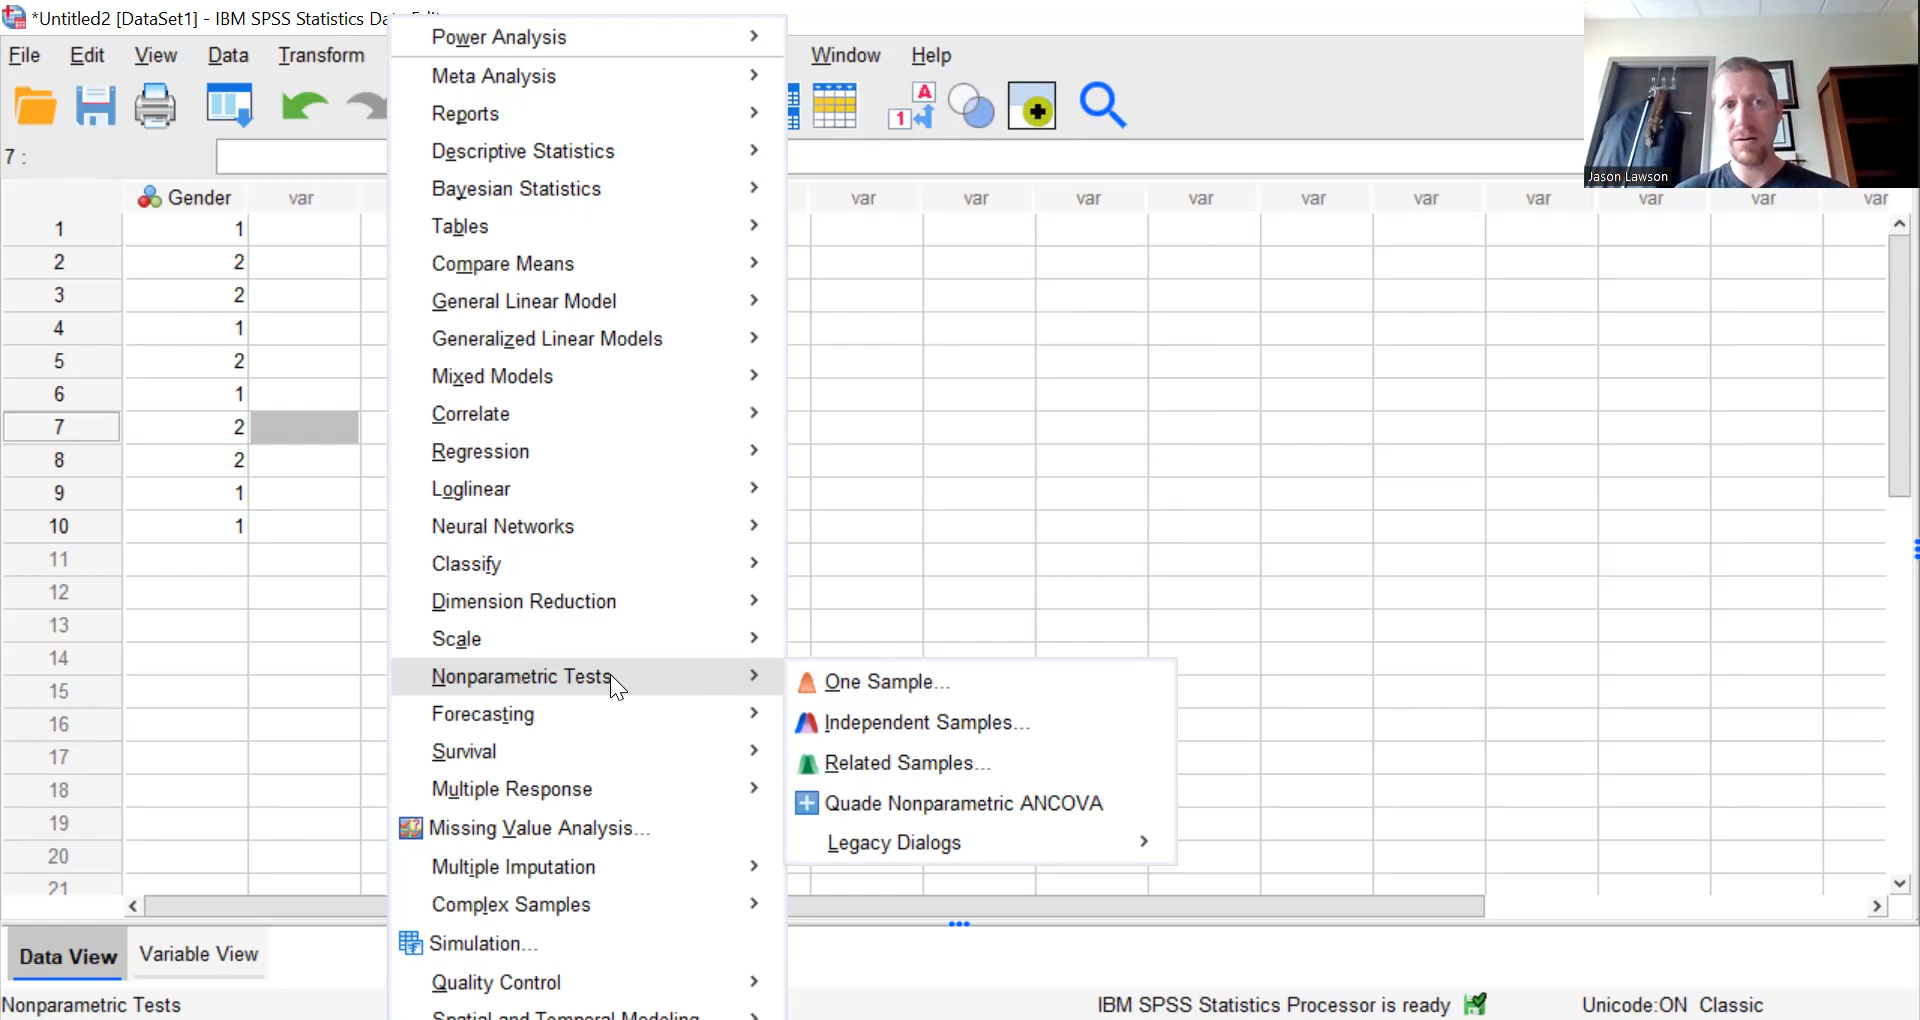 *Untitled2 [DataSet1] - IBM SPSS Statistics Da
File Edit View Data Transform Window Help
7 :
Gender var var var var var var var var var var var
1 1
2 2
3 2
4 1
5 2
6 1
7 2
8 2
9 1
10 1
11
12
13
14
15
16
17
18
19
20
21
Power Analysis
Meta Analysis
Reports
Descriptive Statistics
Bayesian Statistics
Tables
Compare Means
General Linear Model
Generalized Linear Models
Mixed Models
Correlate
Regression
Loglinear
Neural Networks
Classify
Dimension Reduction
Scale
Nonparametric Tests
Forecasting
Survival
Multiple Response
Missing Value Analysis...
Multiple Imputation
Complex Samples
Simulation...
Quality Control
Spatial and Temporal Modeling
One Sample...
Independent Samples...
Related Samples...
Quade Nonparametric ANCOVA
Legacy Dialogs
Jason Lawson
A
1
Data View Variable View
Nonparametric Tests IBM SPSS Statistics Processor is ready Unicode:ON Classic